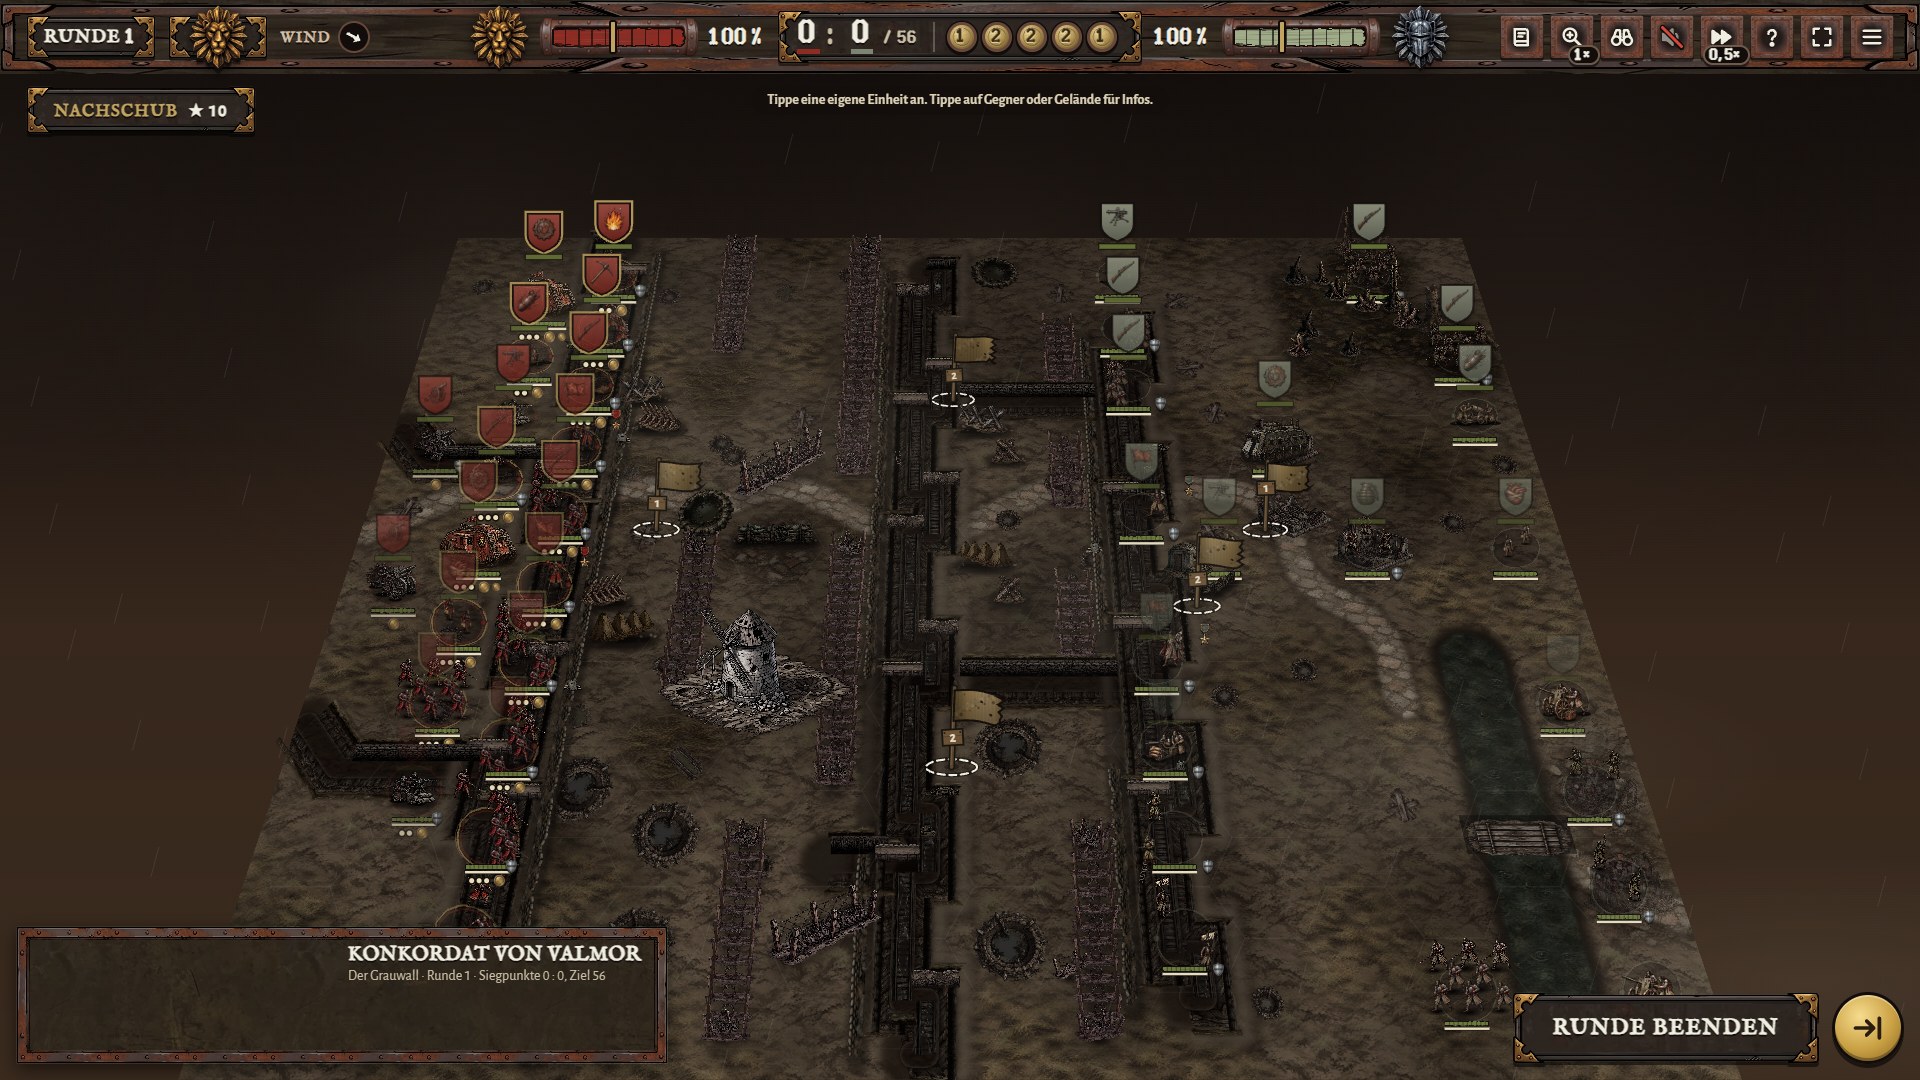 RUNDE 1
WIND
100 %
0 : 0 / 56
1 2 2 2 1
100 %
1×
0,5×
?
NACHSCHUB ★ 10
Tippe eine eigene Einheit an. Tippe auf Gegner oder Gelände für Infos.
2
1
1
2
2
KONKORDAT VON VALMOR
Der Grauwall · Runde 1 · Siegpunkte 0 : 0, Ziel 56
RUNDE BEENDEN